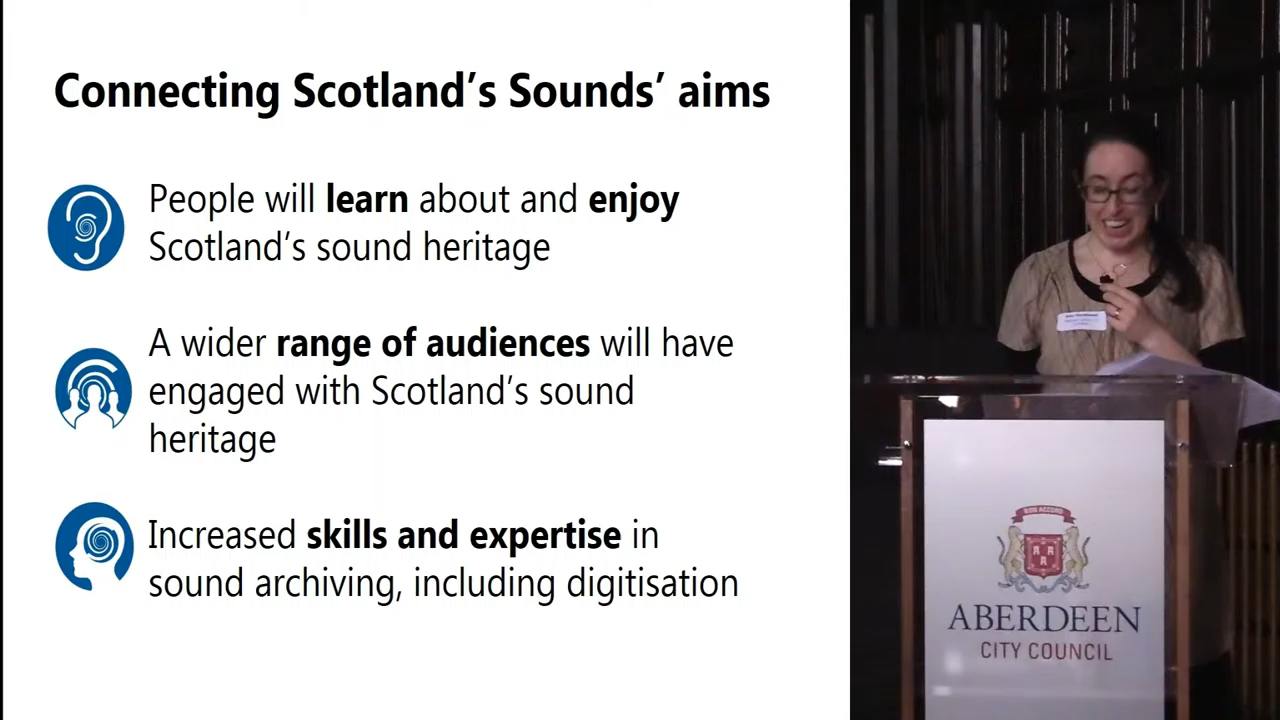 Connecting Scotland's Sounds' aims
People will learn about and enjoy
Scotland's sound heritage
A wider range of audiences will have
engaged with Scotland's sound
heritage
Increased skills and expertise in
sound archiving, including digitisation
BON ACCORD
ABERDEEN
CITY COUNCIL